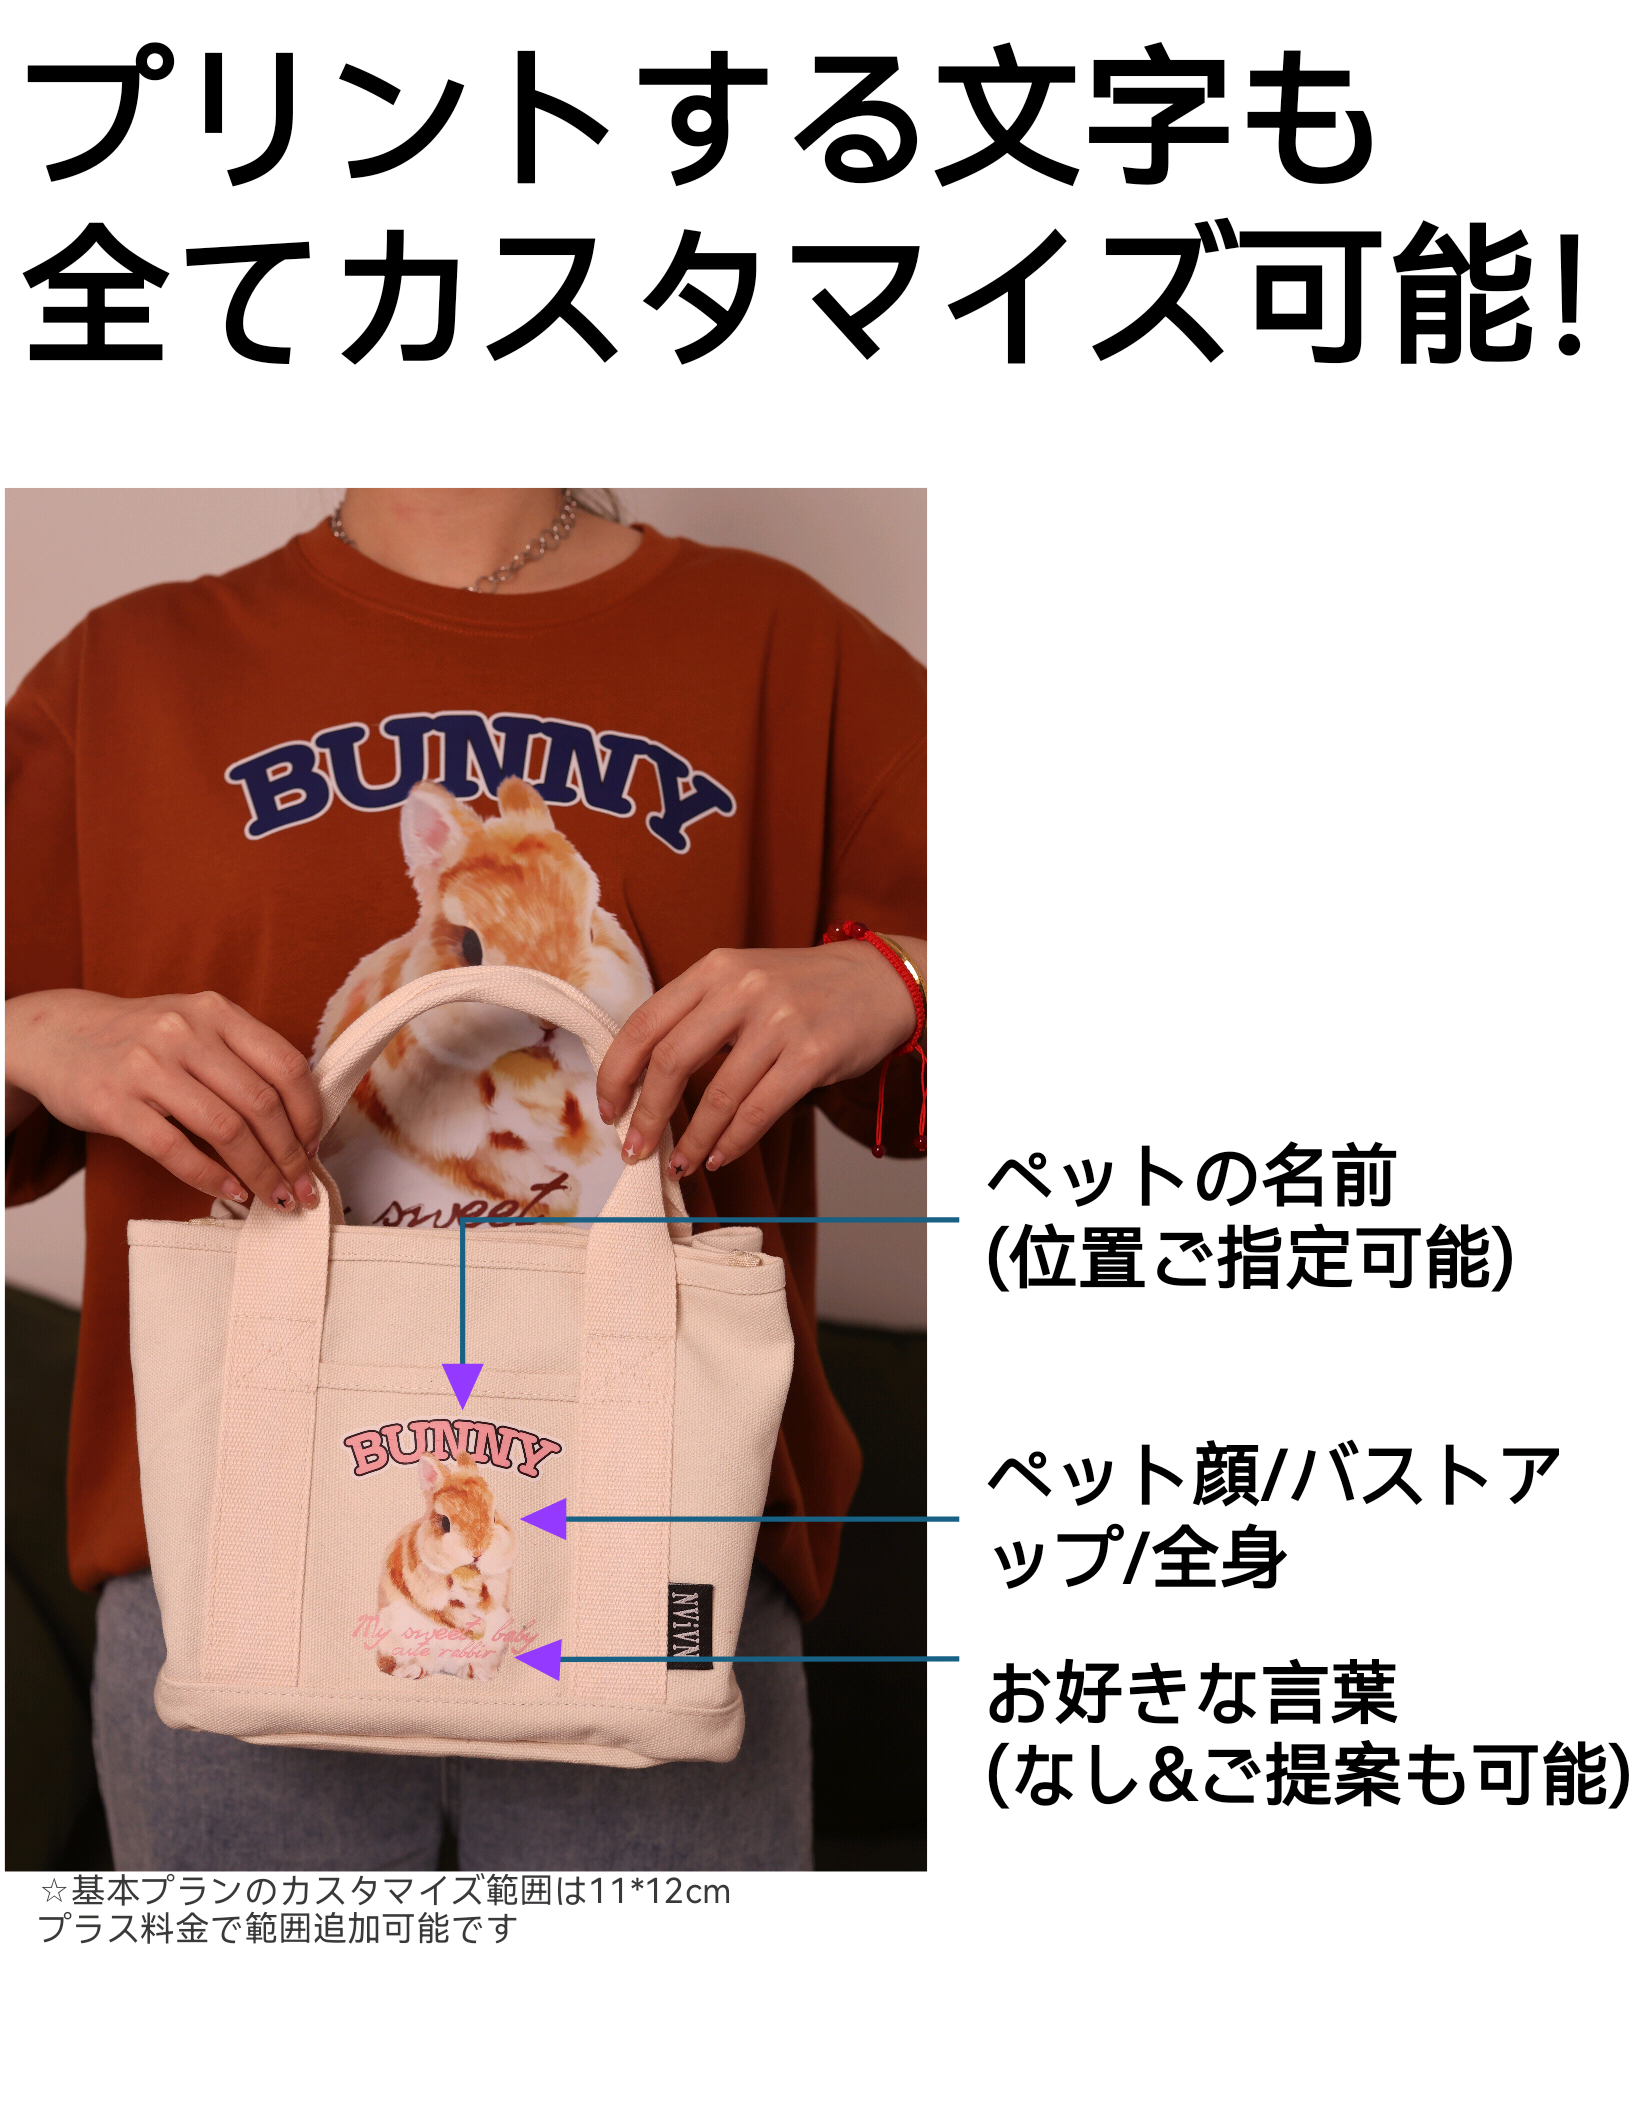 プリントする文字も
全てカスタマイズ可能!
BUNNY
sweet
ペットの名前
(位置ご指定可能)
BUNNY
ペット顔/バストア
ップ/全身
My sweet baby
cute rabbit
NViVN
お好きな言葉
(なし&ご提案も可能)
☆基本プランのカスタマイズ範囲は11*12cm
プラス料金で範囲追加可能です